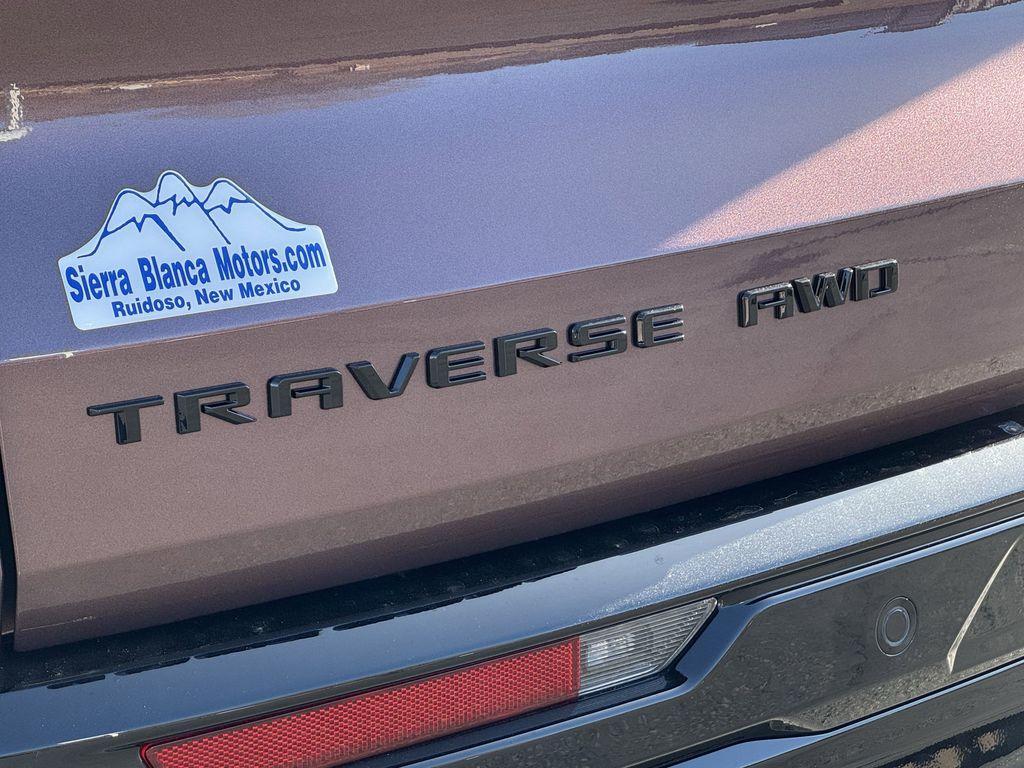 Sierra Blanca Motors.com
Ruidoso, New Mexico
TRAVERSE AWD